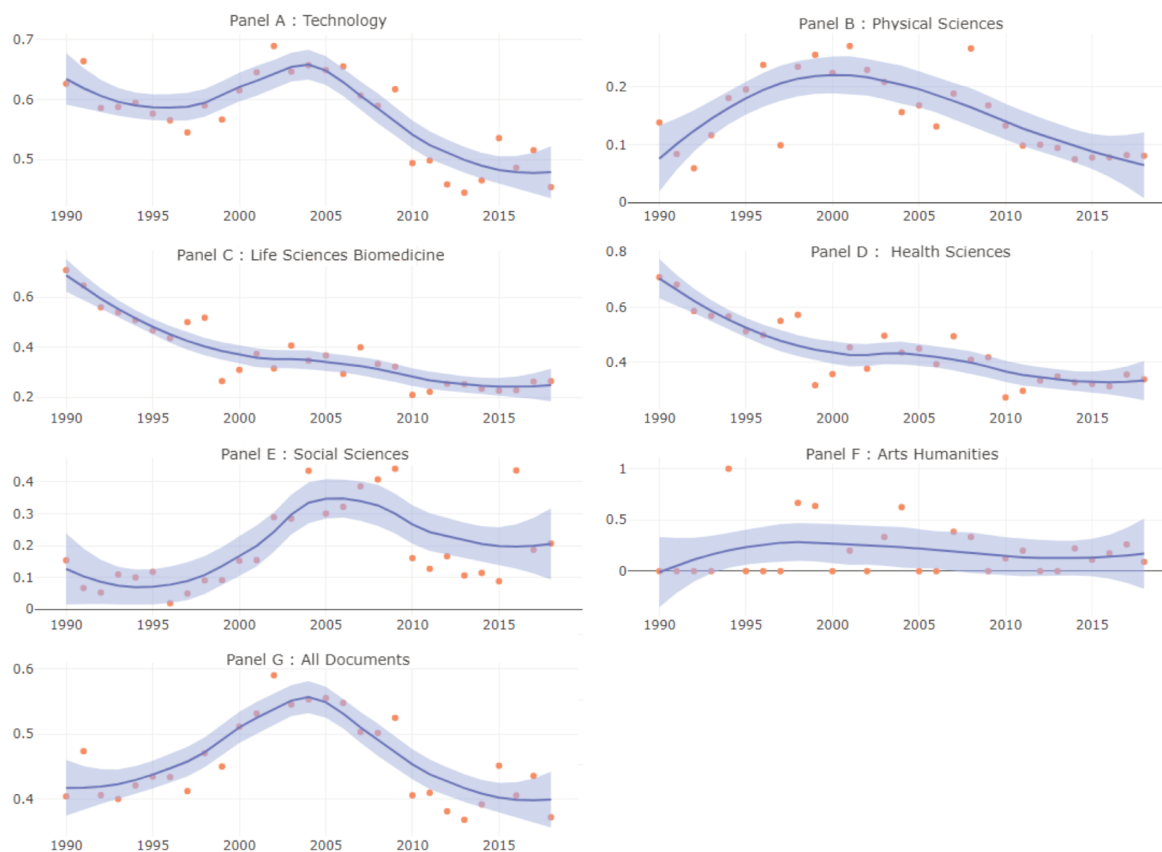 Panel A : Technology
0.7
0.6
0.5
1990 1995 2000 2005 2010 2015
Panel B : Physical Sciences
0.2
0.1
0
1990 1995 2000 2005 2010 2015
Panel C : Life Sciences Biomedicine
0.6
0.4
0.2
1990 1995 2000 2005 2010 2015
Panel D : Health Sciences
0.8
0.6
0.4
0.2
1990 1995 2000 2005 2010 2015
Panel E : Social Sciences
0.4
0.3
0.2
0.1
0
1990 1995 2000 2005 2010 2015
Panel F : Arts Humanities
1
0.5
0
1990 1995 2000 2005 2010 2015
Panel G : All Documents
0.6
0.5
0.4
1990 1995 2000 2005 2010 2015